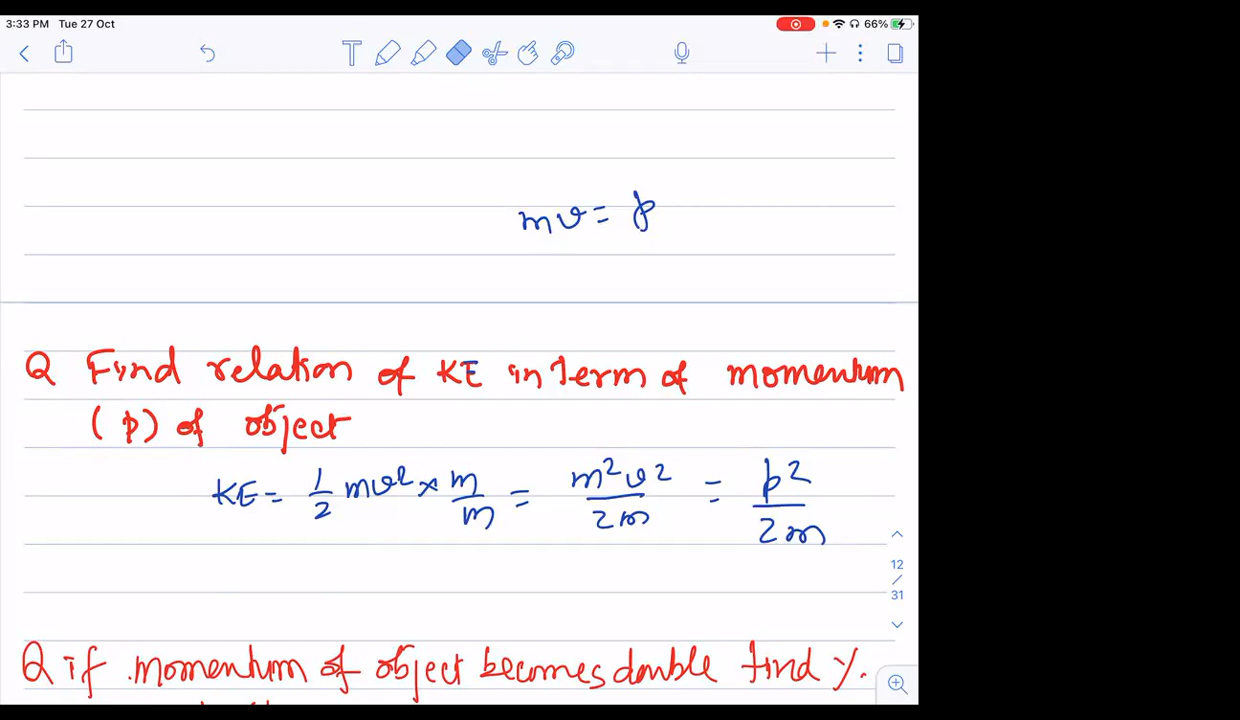 3:33 PM Tue 27 Oct
66%
T
mv = p
Q Find relation of KE in term of momentum
(p) of object
KE = 1/2 mv² × m/m = m²v²/2m = p²/2m
12
/
31
Q if momentum of object becomes double find %.